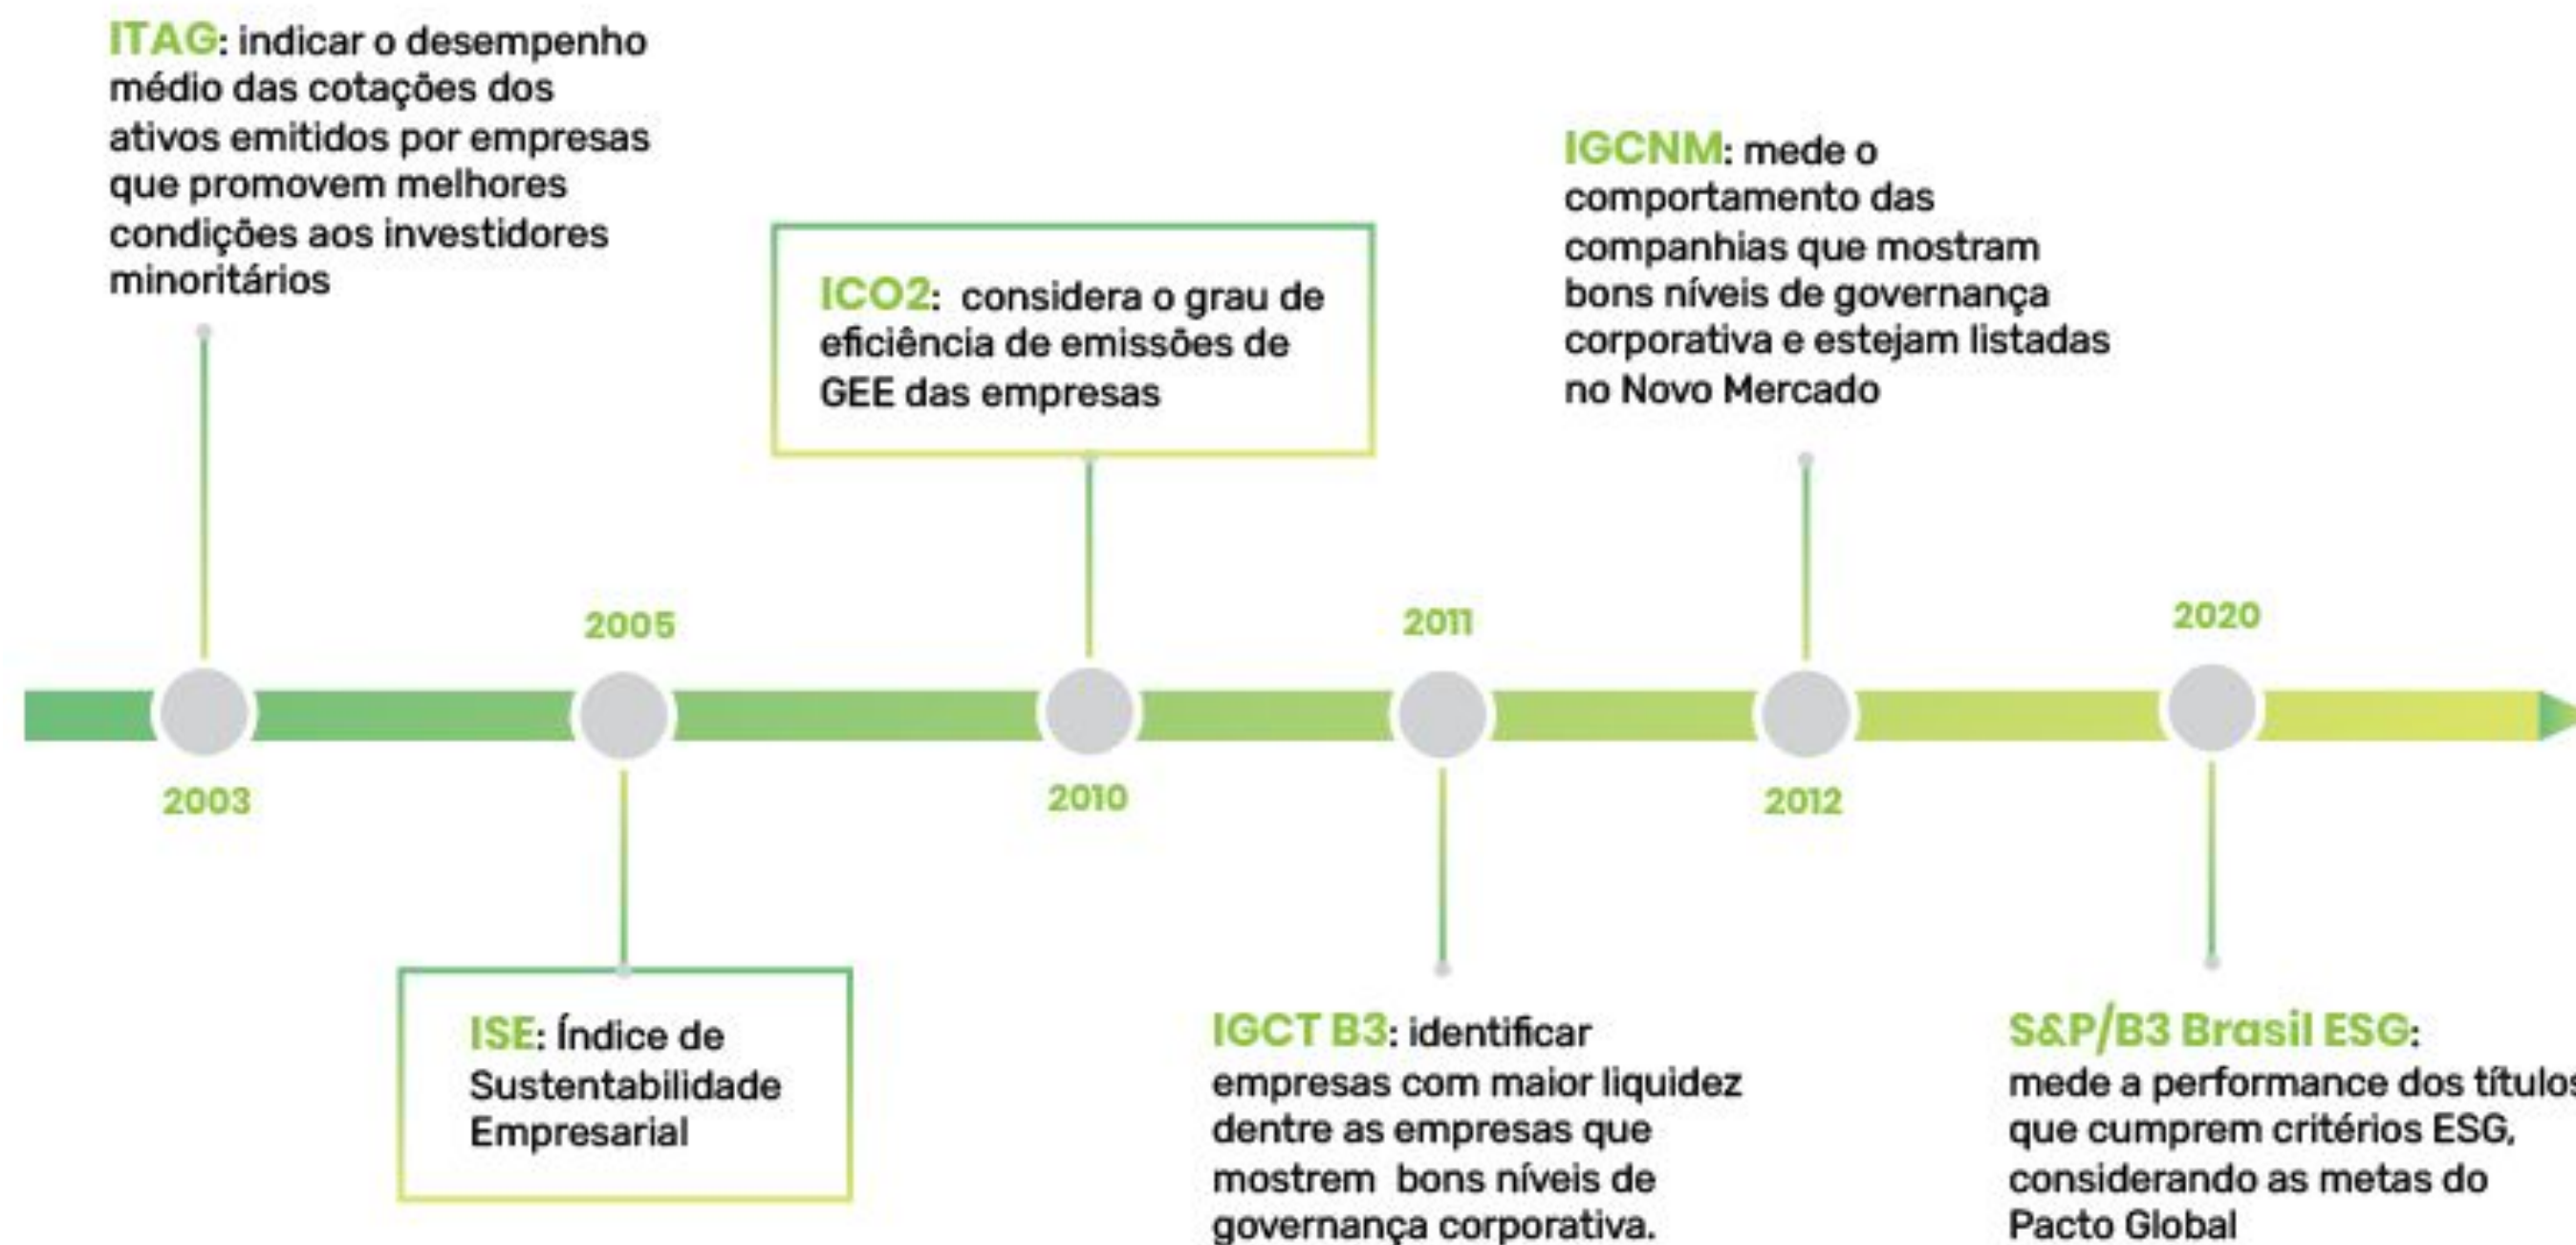 ITAG: indicar o desempenho
médio das cotações dos
ativos emitidos por empresas
que promovem melhores
condições aos investidores
minoritários
2003
2005
ISE: Índice de
Sustentabilidade
Empresarial
ICO2: considera o grau de
eficiência de emissões de
GEE das empresas
2010
2011
IGCT B3: identificar
empresas com maior liquidez
dentre as empresas que
mostrem bons níveis de
governança corporativa.
IGCNM: mede o
comportamento das
companhias que mostram
bons níveis de governança
corporativa e estejam listadas
no Novo Mercado
2012
2020
S&P/B3 Brasil ESG:
mede a performance dos títulos
que cumprem critérios ESG,
considerando as metas do
Pacto Global